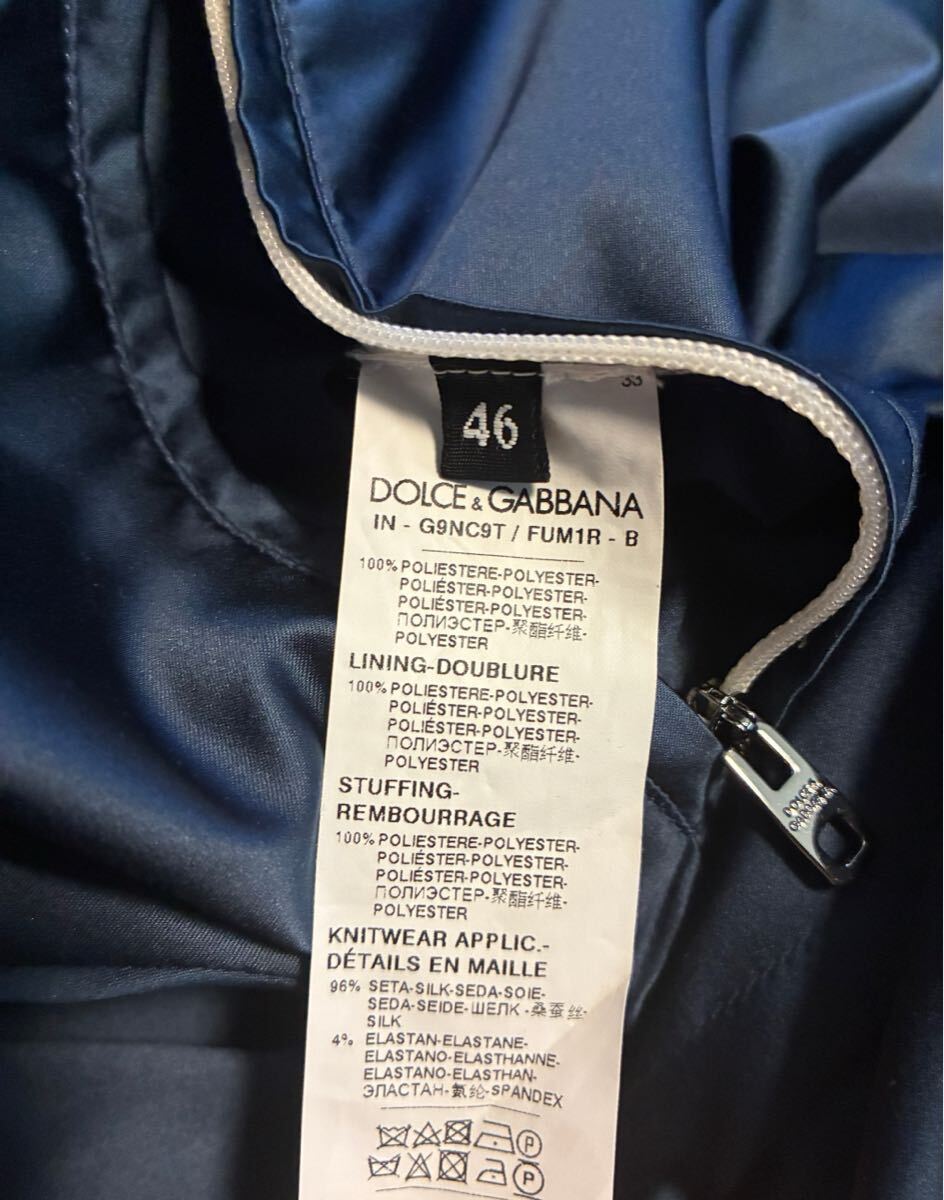 33
46
DOLCE & GABBANA
IN - G9NC9T / FUM1R - B
100% POLIESTERE-POLYESTER-
POLIÉSTER-POLYESTER-
POLIÉSTER-POLYESTER-
ПОЛИЭСТЕР-聚酯纤维-
POLYESTER
LINING-DOUBLURE
100% POLIESTERE-POLYESTER-
POLIÉSTER-POLYESTER-
POLIÉSTER-POLYESTER-
ПОЛИЭСТЕР-聚酯纤维-
POLYESTER
STUFFING-
REMBOURRAGE
100% POLIESTERE-POLYESTER-
POLIÉSTER-POLYESTER-
POLIÉSTER-POLYESTER-
ПОЛИЭСТЕР-聚酯纤维-
POLYESTER
KNITWEAR APPLIC.-
DÉTAILS EN MAILLE
96% SETA-SILK-SEDA-SOIE-
SEDA-SEIDE-ШЕЛК-桑蚕丝-
SILK
4% ELASTAN-ELASTANE-
ELASTANO-ELASTHANNE-
ELASTANO-ELASTHAN-
ЭЛАСТАН-氨纶-SPANDEX
P
P
DOLCE &
GABBANA